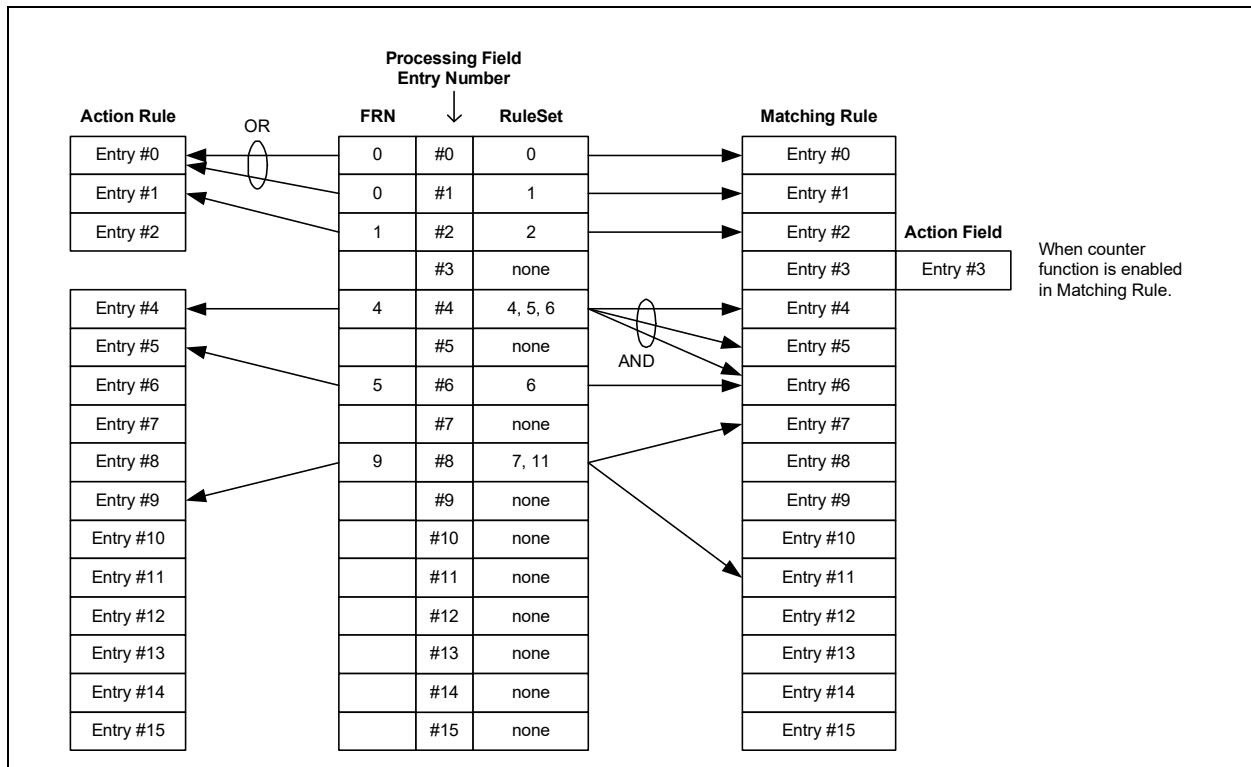 Processing Field
Entry Number
Action Rule
OR
FRN
RuleSet
Matching Rule
Entry #0
0
#0
0
Entry #0
Entry #1
0
#1
1
Entry #1
Entry #2
1
#2
2
Entry #2
Action Field
#3
none
Entry #3
Entry #3
When counter
function is enabled
in Matching Rule.
Entry #4
4
#4
4, 5, 6
Entry #4
Entry #5
#5
none
AND
Entry #5
Entry #6
5
#6
6
Entry #6
Entry #7
#7
none
Entry #7
Entry #8
9
#8
7, 11
Entry #8
Entry #9
#9
none
Entry #9
Entry #10
#10
none
Entry #10
Entry #11
#11
none
Entry #11
Entry #12
#12
none
Entry #12
Entry #13
#13
none
Entry #13
Entry #14
#14
none
Entry #14
Entry #15
#15
none
Entry #15